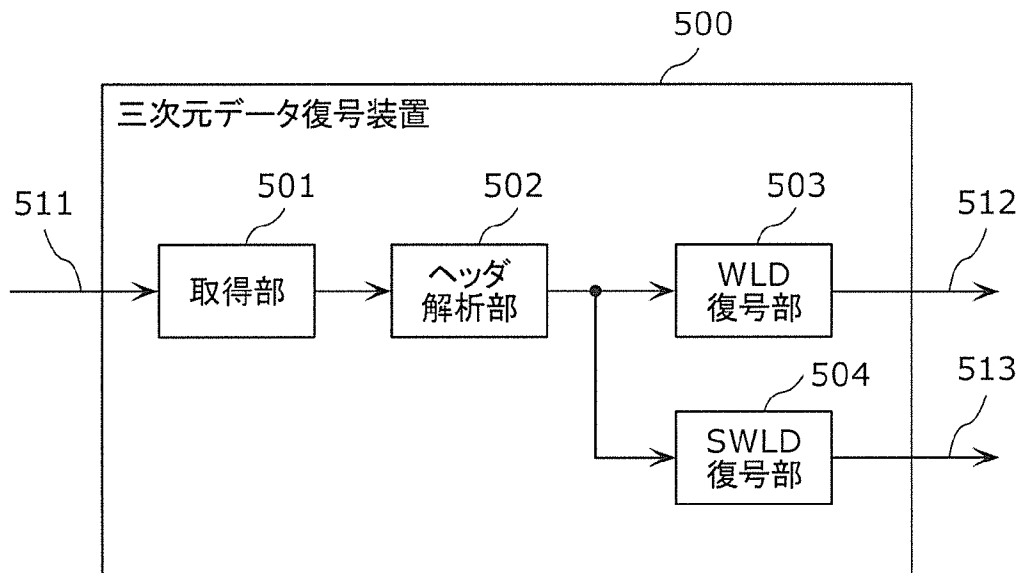 500
三次元データ復号装置
501
502
503
511
512
取得部
ヘッダ
解析部
WLD
復号部
504
513
SWLD
復号部